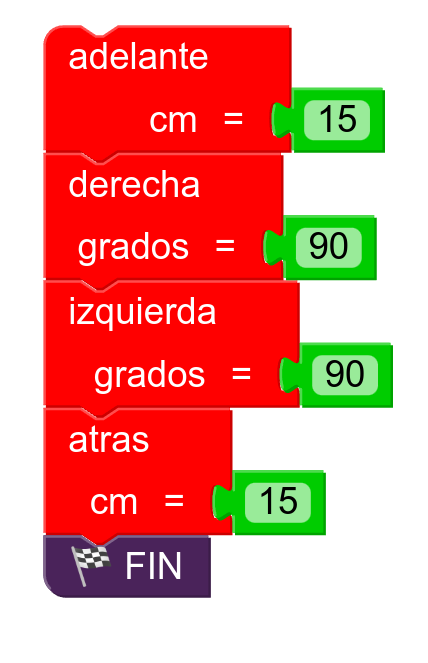 adelante
cm = 15
derecha
grados = 90
izquierda
grados = 90
atras
cm = 15
FIN